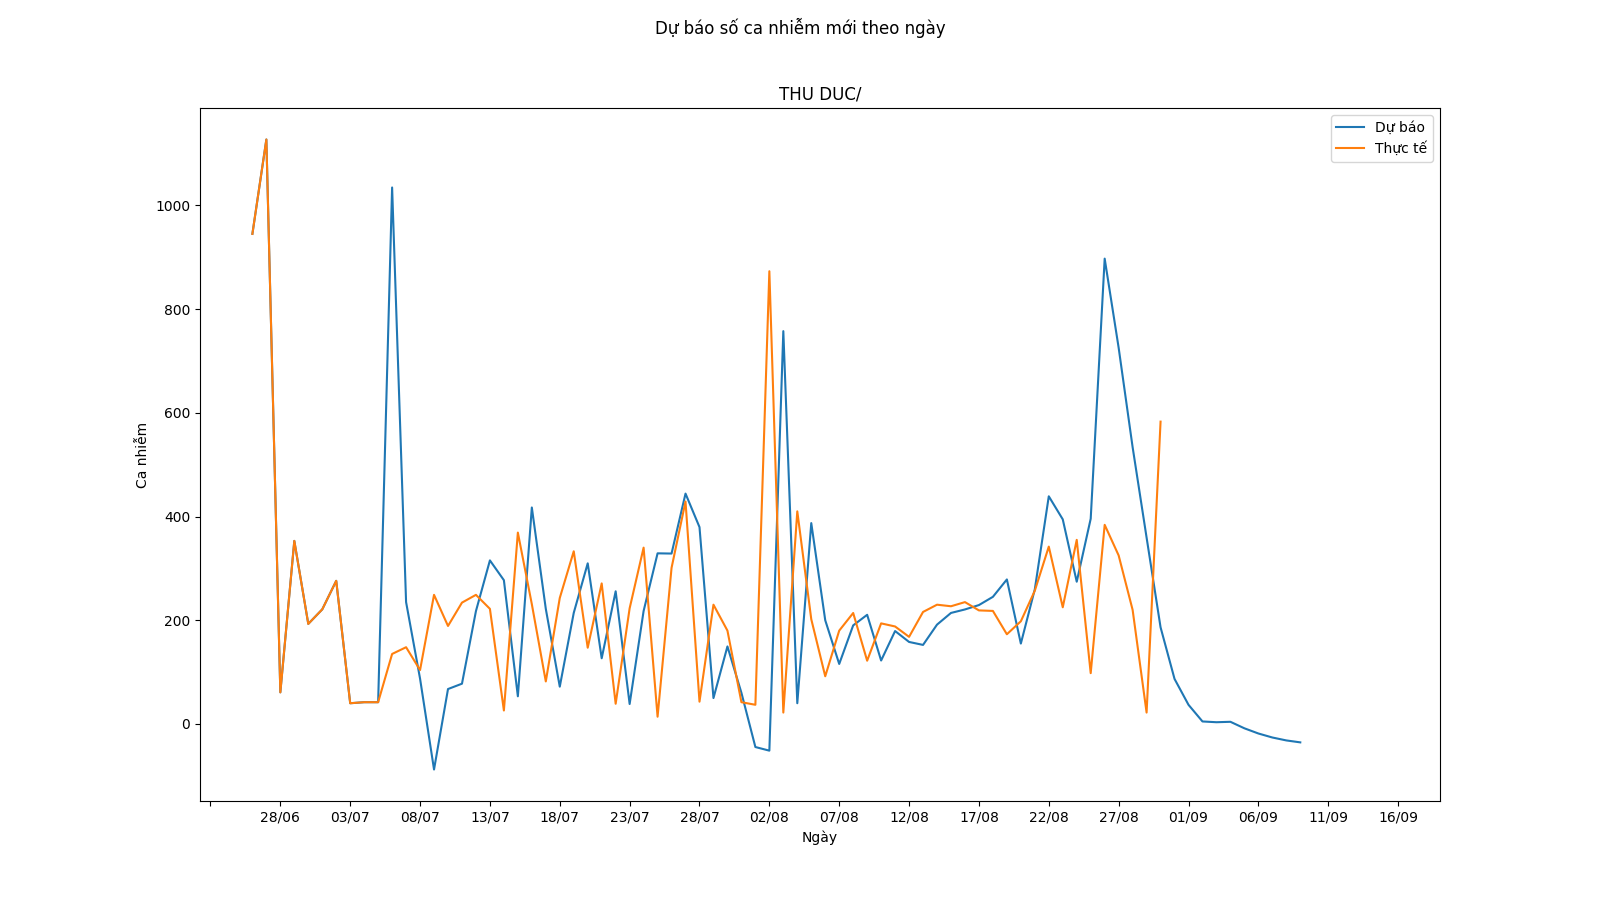 Dự báo số ca nhiễm mới theo ngày
THU DUC/
Dự báo
Thực tế
1000
800
600
400
200
0
Ca nhiễm
28/06 03/07 08/07 13/07 18/07 23/07 28/07 02/08 07/08 12/08 17/08 22/08 27/08 01/09 06/09 11/09 16/09
Ngày